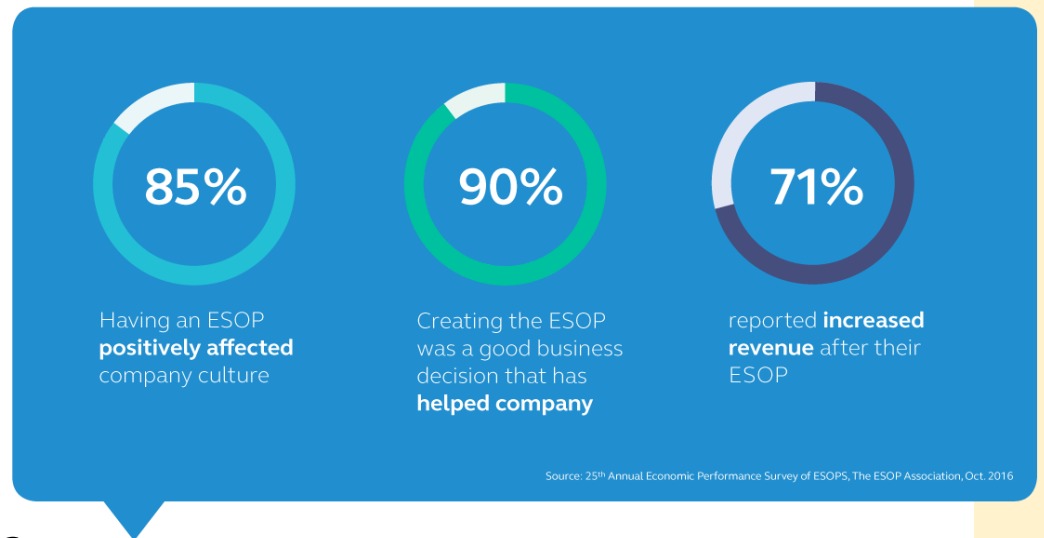 85%
Having an ESOP
positively affected
company culture
90%
Creating the ESOP
was a good business
decision that has
helped company
71%
reported increased
revenue after their
ESOP
Source: 25th Annual Economic Performance Survey of ESOPS, The ESOP Association, Oct. 2016